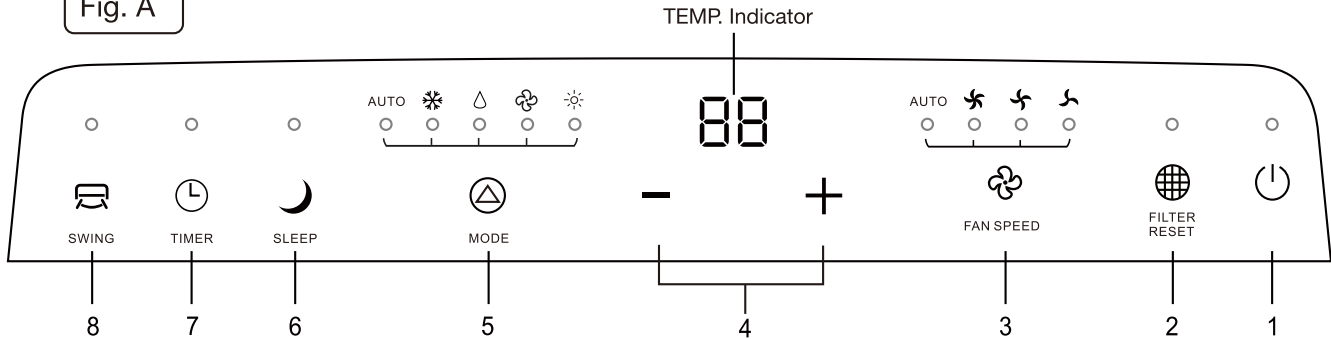 Fig. A
TEMP. Indicator
AUTO
88
AUTO
SWING
TIMER
SLEEP
MODE
FAN SPEED
FILTER
RESET
8
7
6
5
4
3
2
1